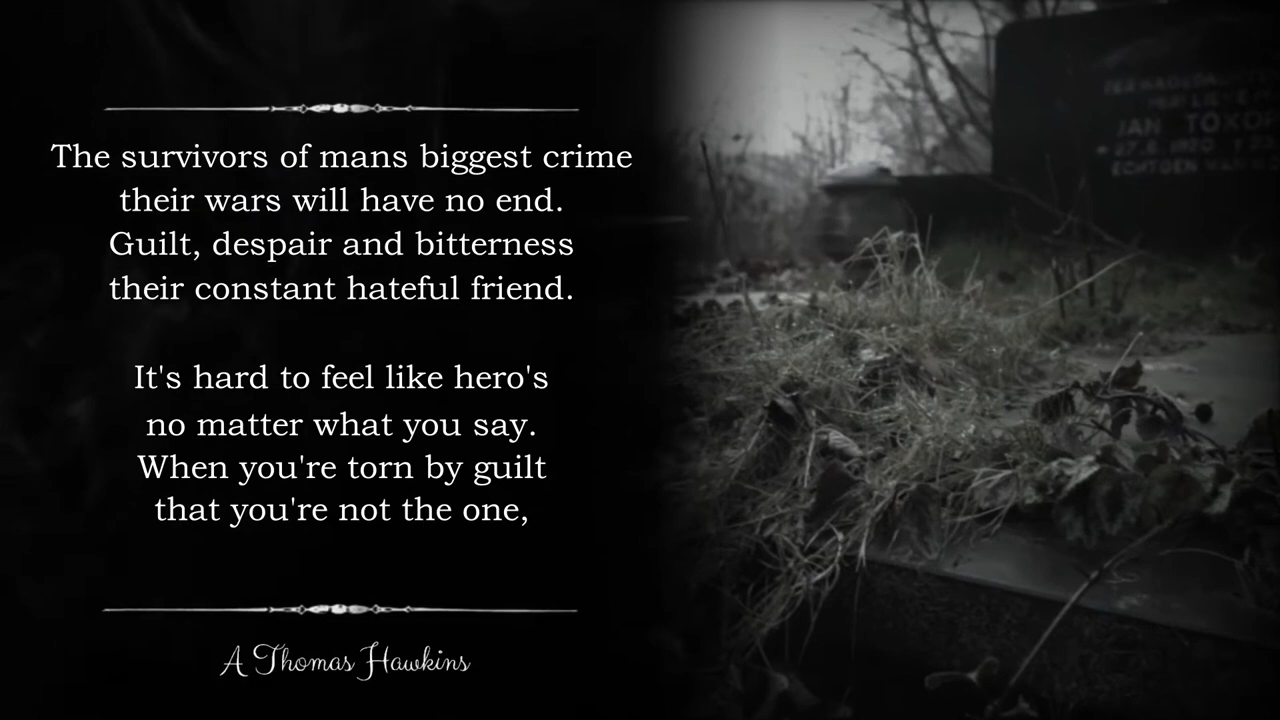 The survivors of mans biggest crime
their wars will have no end.
Guilt, despair and bitterness
their constant hateful friend.
It's hard to feel like hero's
no matter what you say.
When you're torn by guilt
that you're not the one,
A Thomas Hawkins
JAN